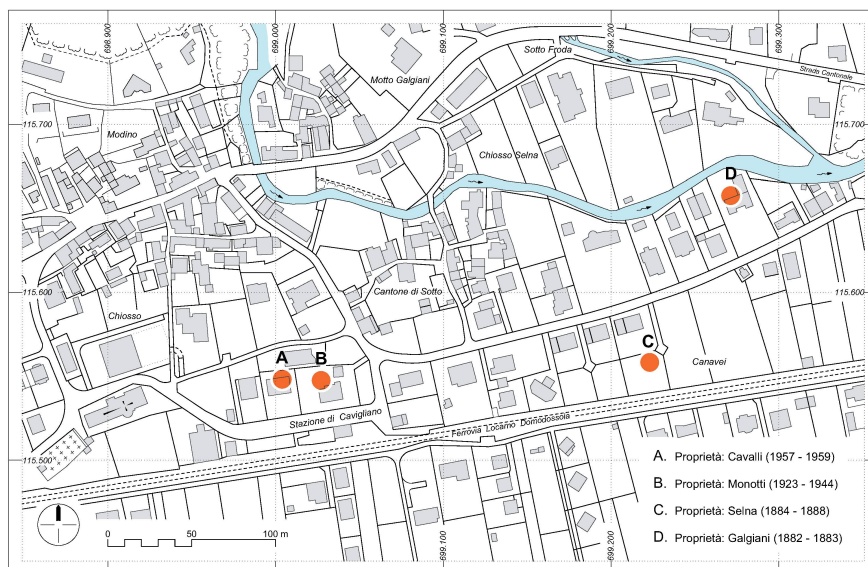 698.900
699.000
699.100
699.200
699.300
Sotto Froda
Strada Cantonale
Motto Galgiani
115.700
115.700
Modino
Chiosso Selna
D
115.600
Cantone di Sotto
115.600
Chiosso
A
B
C
Canavei
Stazione di Cavigliano
Ferrovia Locarno Domodossola
115.500
A. Proprietà: Cavalli (1957 - 1959)
B. Proprietà: Monotti (1923 - 1944)
C. Proprietà: Selna (1884 - 1888)
D. Proprietà: Galgiani (1882 - 1883)
0 50 100 m
699.000
699.100
699.200